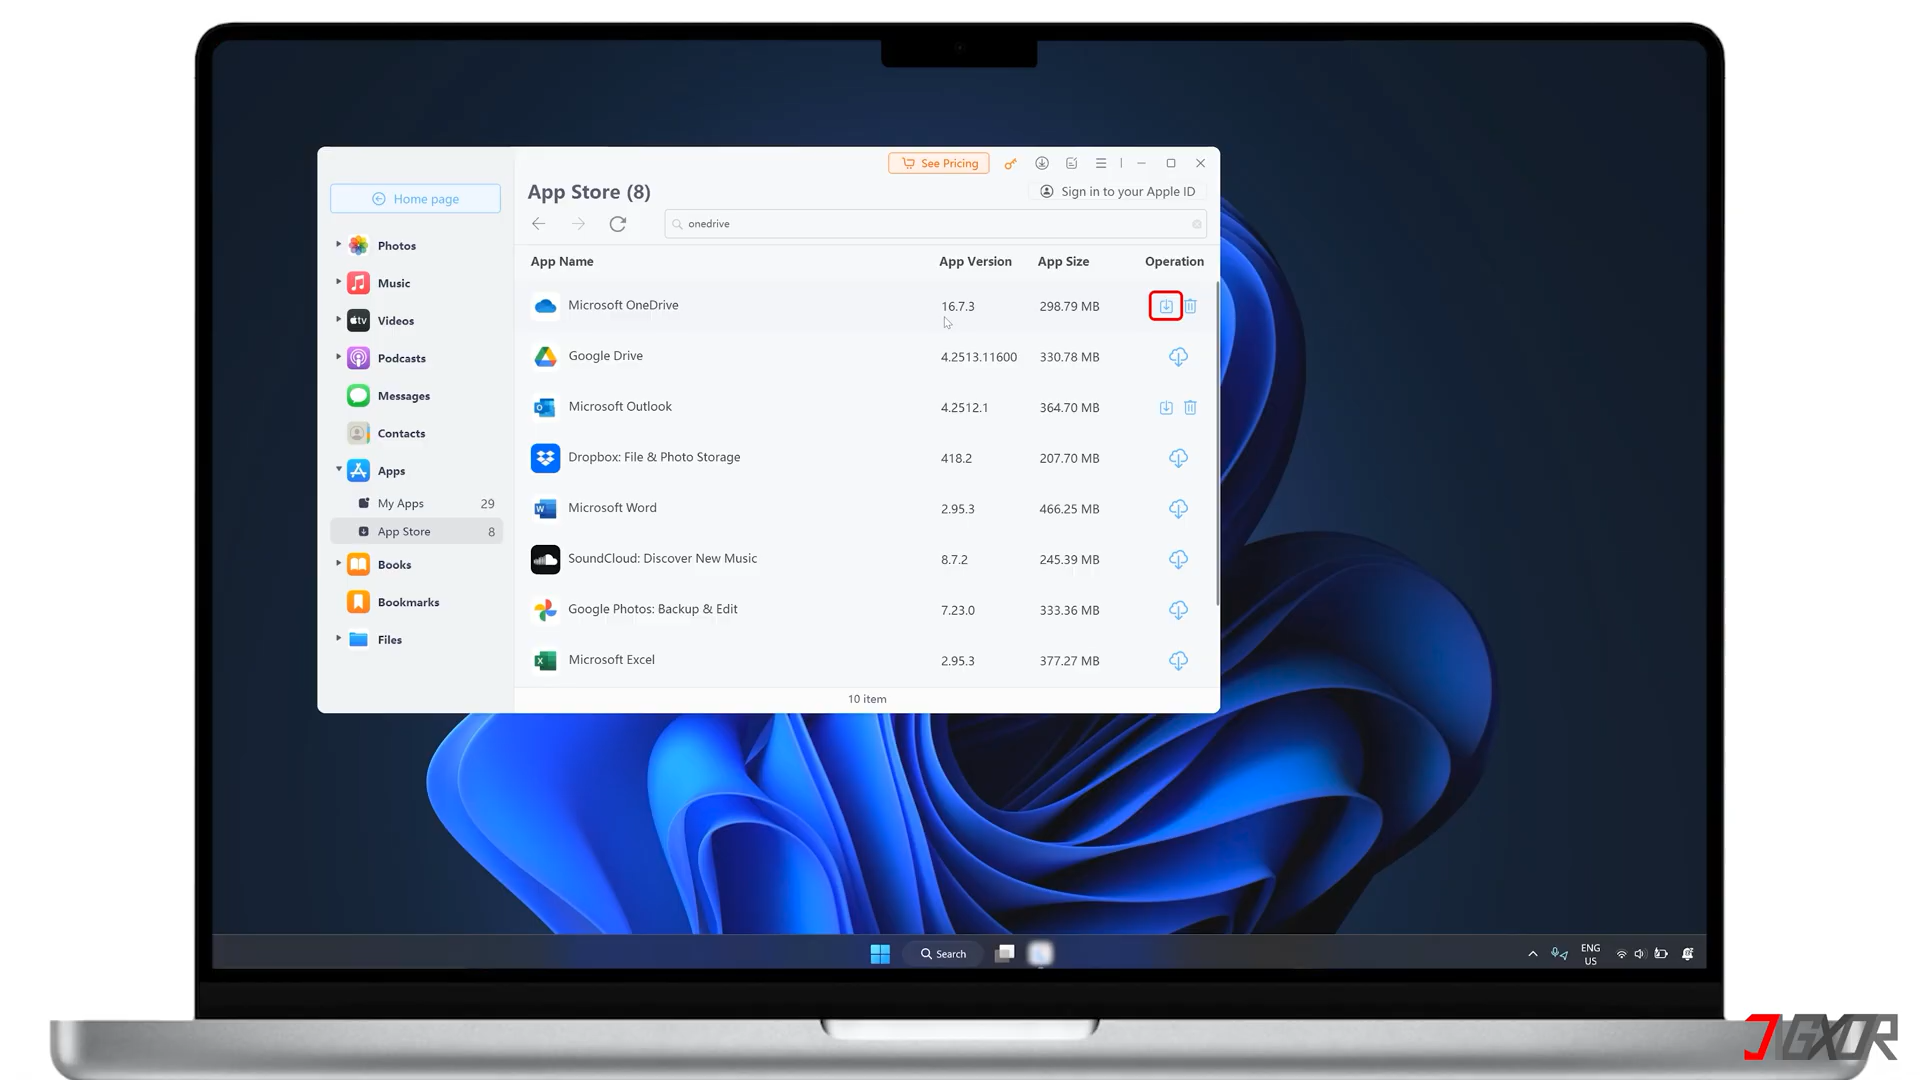 See Pricing
App Store (8)
Sign in to your Apple ID
Home page
onedrive
Photos
Music
tv
Videos
Podcasts
Messages
Contacts
Apps
My Apps 29
App Store 8
Books
Bookmarks
Files
App Name App Version App Size Operation
Microsoft OneDrive 16.7.3 298.79 MB
Google Drive 4.2513.11600 330.78 MB
Microsoft Outlook 4.2512.1 364.70 MB
Dropbox: File & Photo Storage 418.2 207.70 MB
W Microsoft Word 2.95.3 466.25 MB
SoundCloud: Discover New Music 8.7.2 245.39 MB
Google Photos: Backup & Edit 7.23.0 333.36 MB
X Microsoft Excel 2.95.3 377.27 MB
10 item
Search
ENG
US
JIGXOR